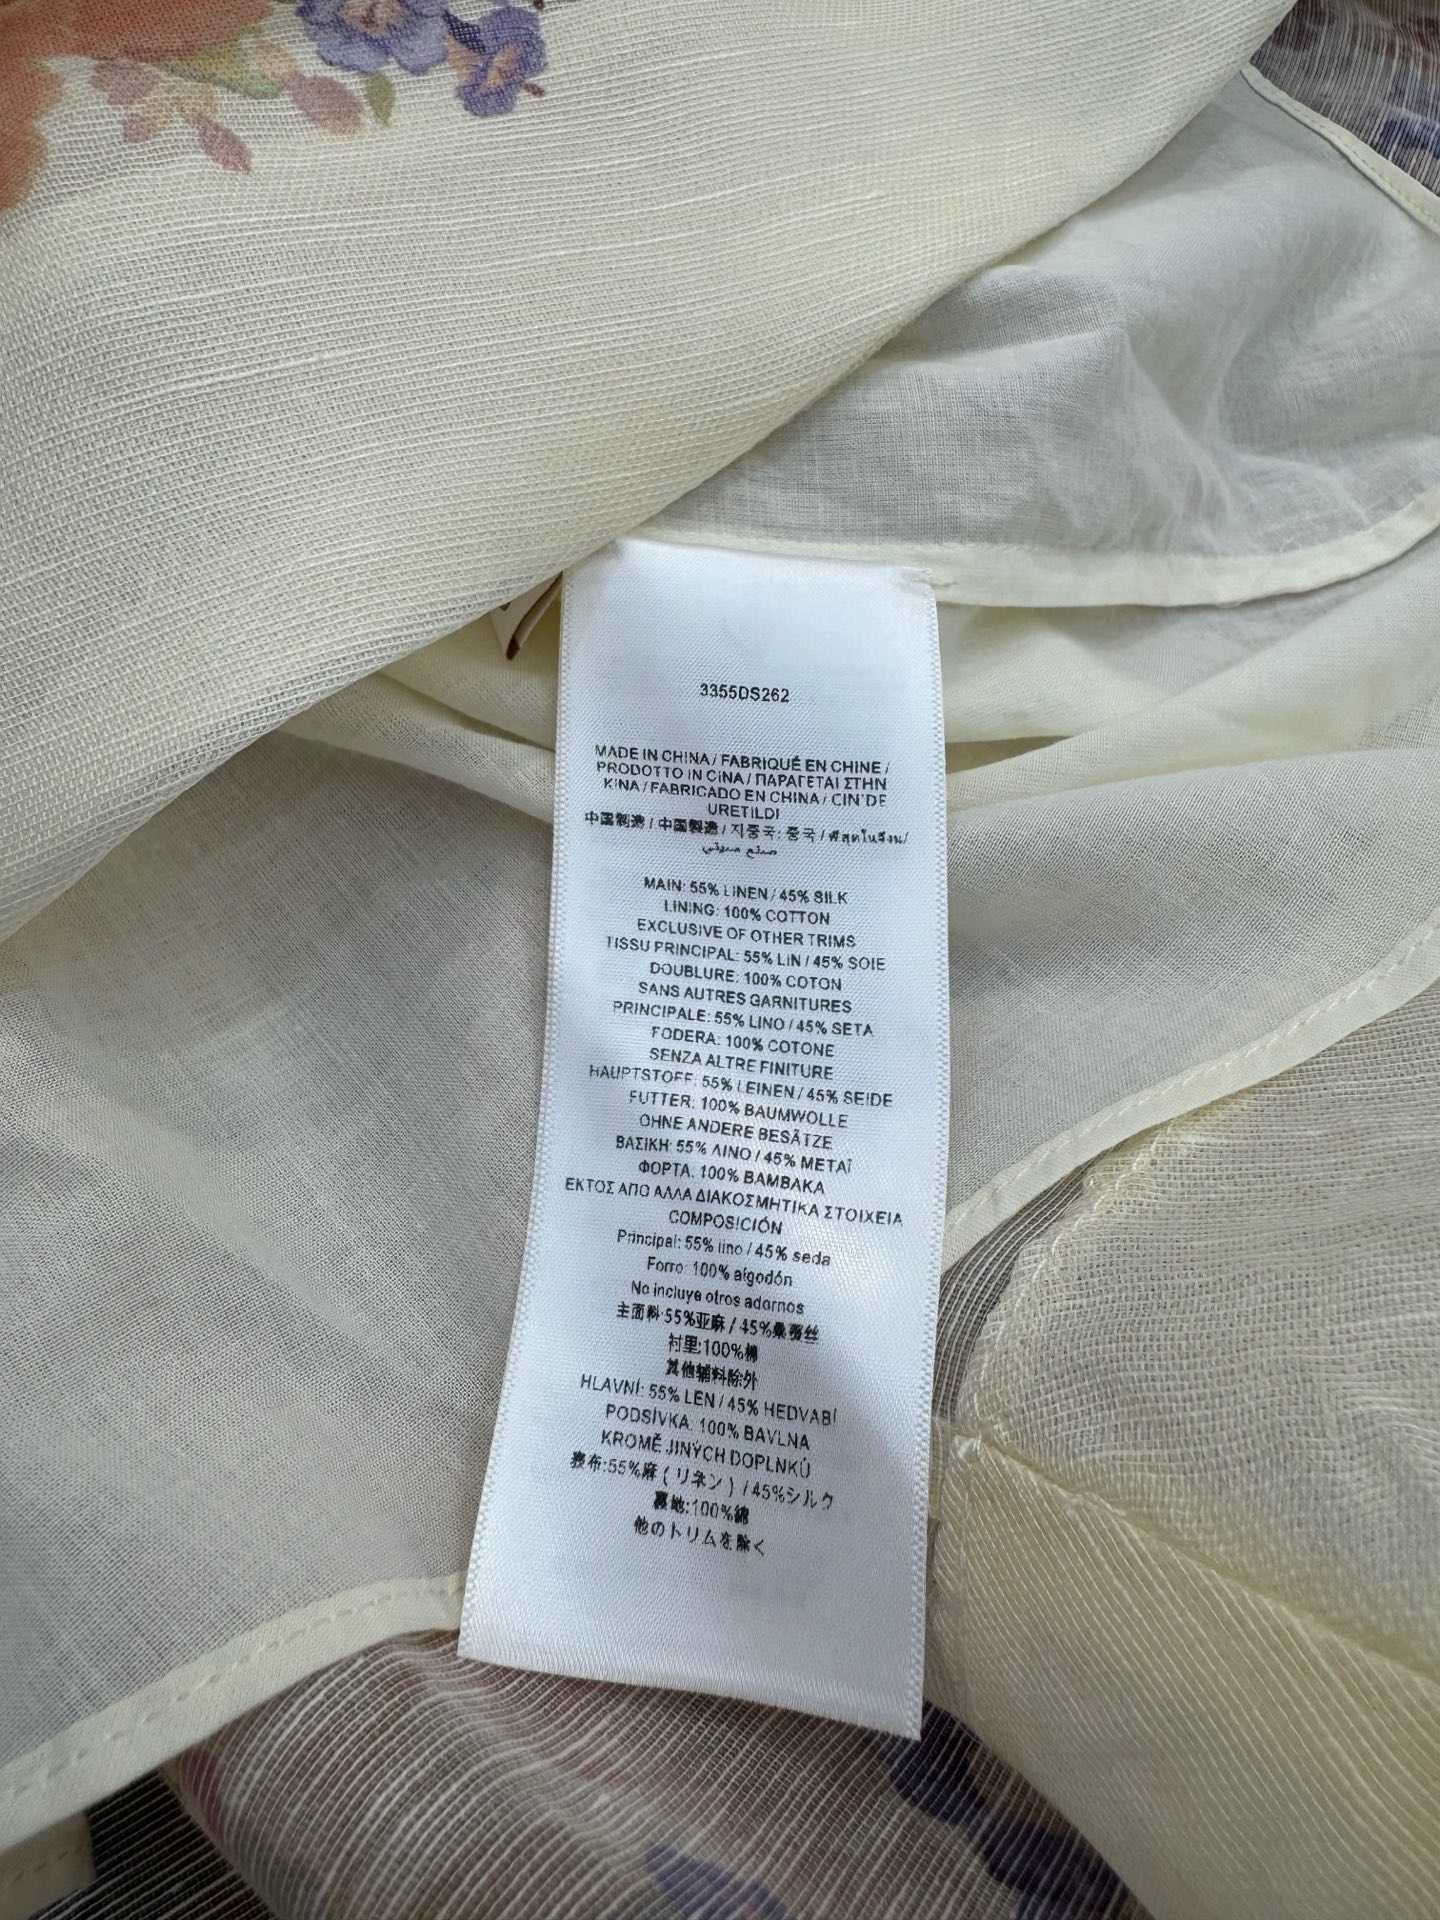 3355DS262
MADE IN CHINA / FABRIQUÉ EN CHINE /
PRODOTTO IN CINA / ΠΑΡΑΓΕΤΑΙ ΣΤΗΝ
ΚΙΝΑ / FABRICADO EN CHINA / CIN'DE
URETILDI
中国制造 / 中国製造 / 지중국: 중국 /
MAIN: 55% LINEN / 45% SILK
LINING: 100% COTTON
EXCLUSIVE OF OTHER TRIMS
TISSU PRINCIPAL: 55% LIN / 45% SOIE
DOUBLURE: 100% COTON
SANS AUTRES GARNITURES
PRINCIPALE: 55% LINO / 45% SETA
FODERA: 100% COTONE
SENZA ALTRE FINITURE
HAUPTSTOFF: 55% LEINEN / 45% SEIDE
FUTTER: 100% BAUMWOLLE
OHNE ANDERE BESÄTZE
ΒΑΣΙΚΗ: 55% ΛΙΝΟ / 45% ΜΕΤΑΪ
ΦΟΡΤΑ: 100% ΒΑΜΒΑΚΑ
ΕΚΤΟΣ ΑΠΟ ΑΛΛΑ ΔΙΑΚΟΣΜΗΤΙΚΑ ΣΤΟΙΧΕΙΑ
COMPOSICIÓN
Principal: 55% lino / 45% seda
Forro: 100% algodón
No incluye otros adornos
主面料:55%亚麻 / 45%桑蚕丝
衬里:100%棉
其他辅料除外
HLAVNÍ: 55% LEN / 45% HEDVÁBÍ
PODSÍVKA: 100% BAVLNA
KROMĚ JINÝCH DOPLNKŮ
表布:55%麻 ( リネン ) / 45%シルク
裏地:100%綿
他のトリムを除く